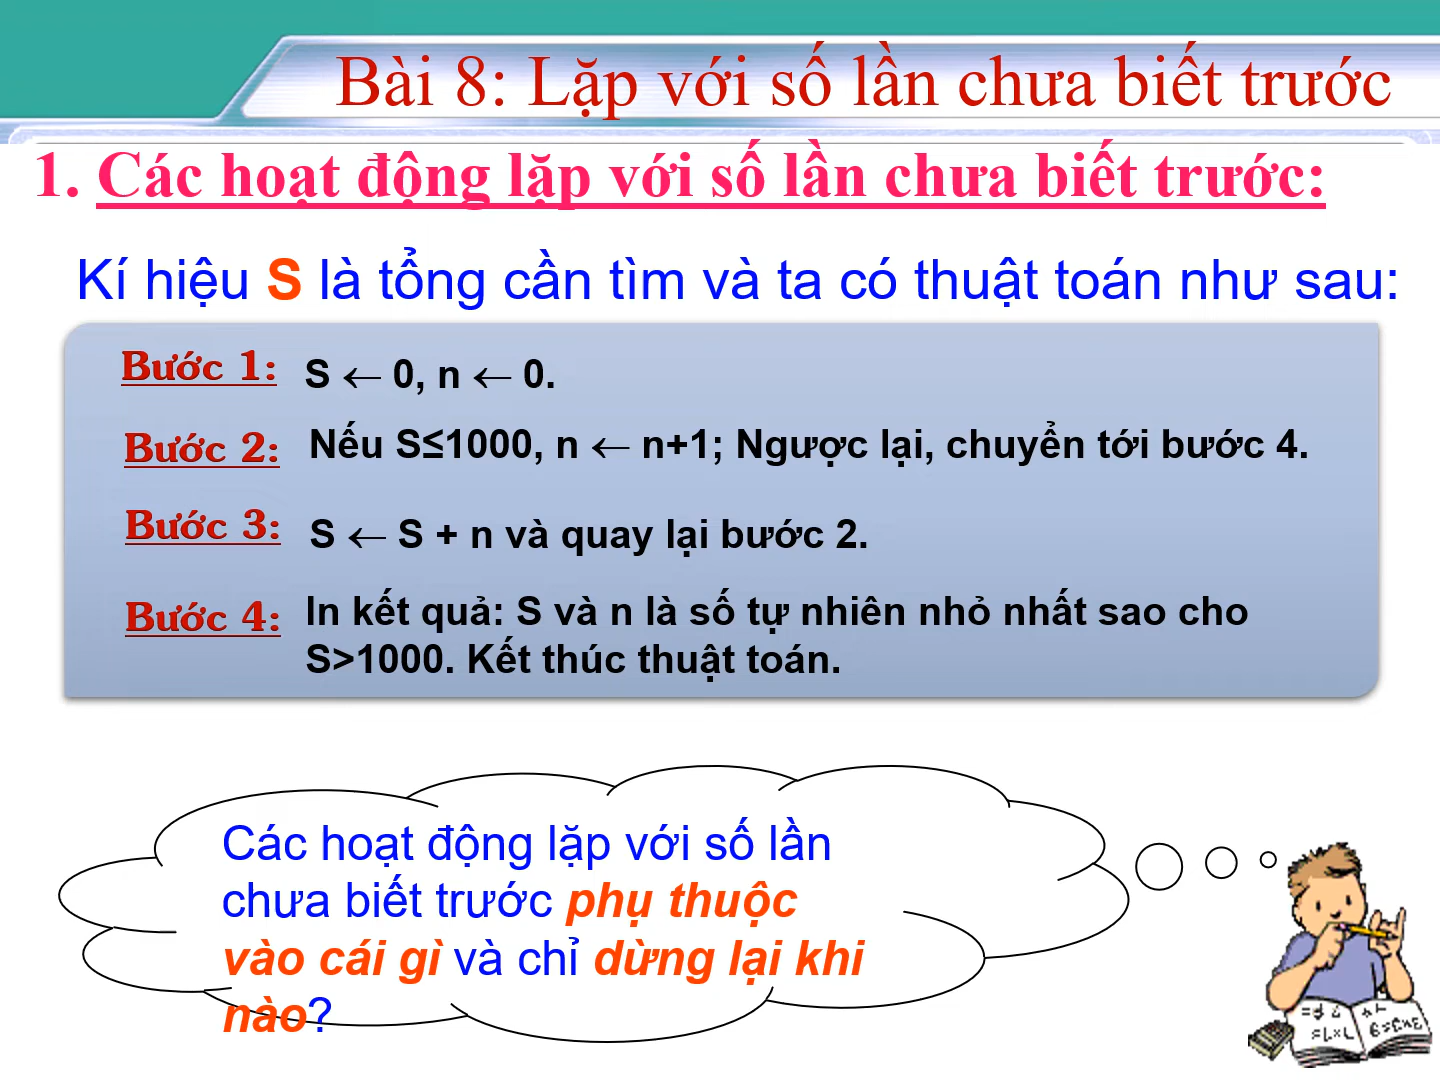 Bài 8: Lặp với số lần chưa biết trước
1. Các hoạt động lặp với số lần chưa biết trước:
Kí hiệu S là tổng cần tìm và ta có thuật toán như sau:
Bước 1: S ← 0, n ← 0.
Bước 2: Nếu S≤1000, n ← n+1; Ngược lại, chuyển tới bước 4.
Bước 3: S ← S + n và quay lại bước 2.
Bước 4: In kết quả: S và n là số tự nhiên nhỏ nhất sao cho
S>1000. Kết thúc thuật toán.
Các hoạt động lặp với số lần
chưa biết trước phụ thuộc
vào cái gì và chỉ dừng lại khi
nào?